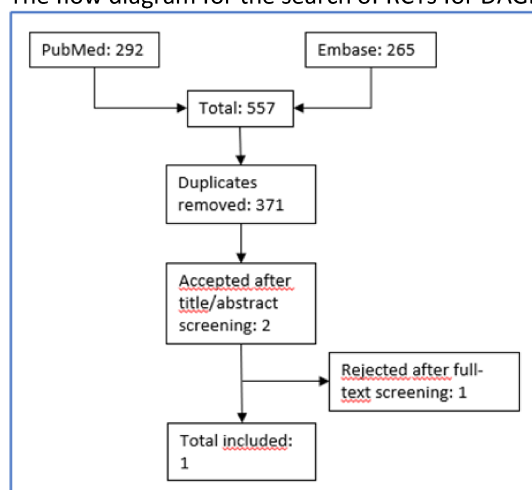 PubMed: 292
Embase: 265
Total: 557
Duplicates
removed: 371
Accepted after
title/abstract
screening: 2
Rejected after full-
text screening: 1
Total included:
1